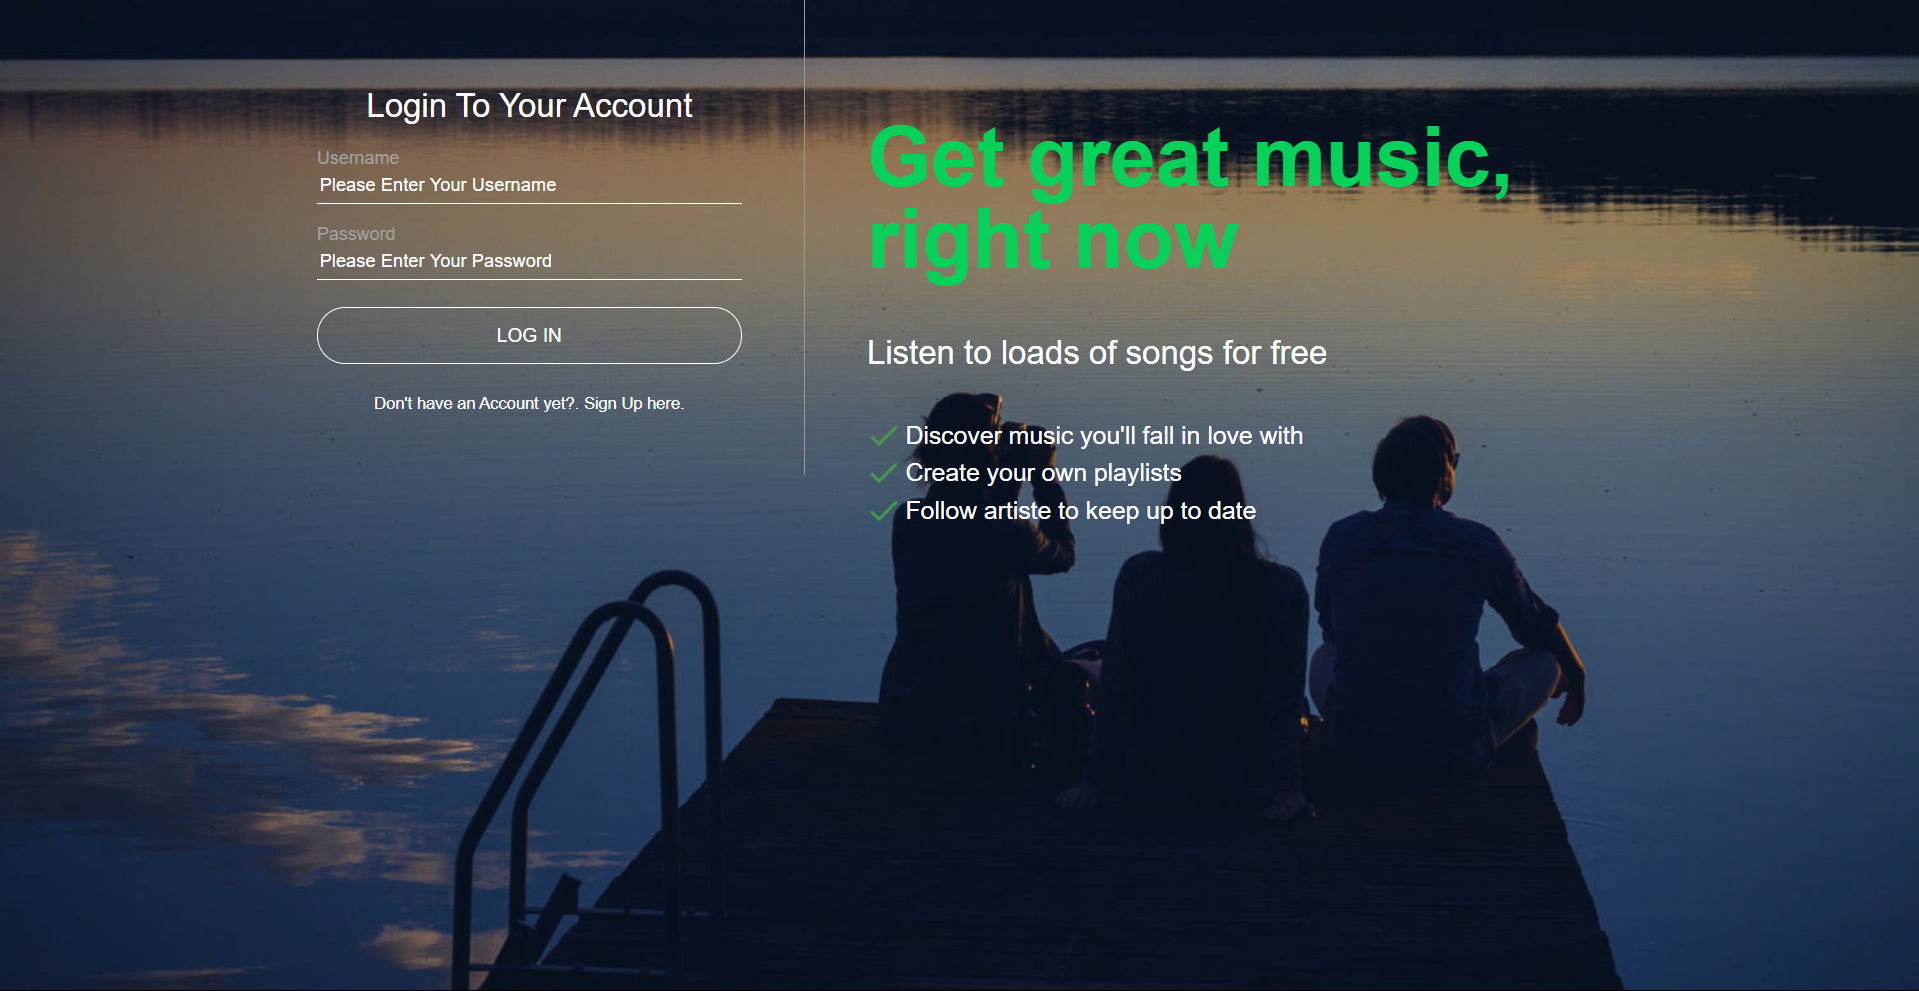 Login To Your Account
Username
Please Enter Your Username
Password
Please Enter Your Password
LOG IN
Don't have an Account yet?. Sign Up here.
Get great music,
right now
Listen to loads of songs for free
Discover music you'll fall in love with
Create your own playlists
Follow artiste to keep up to date